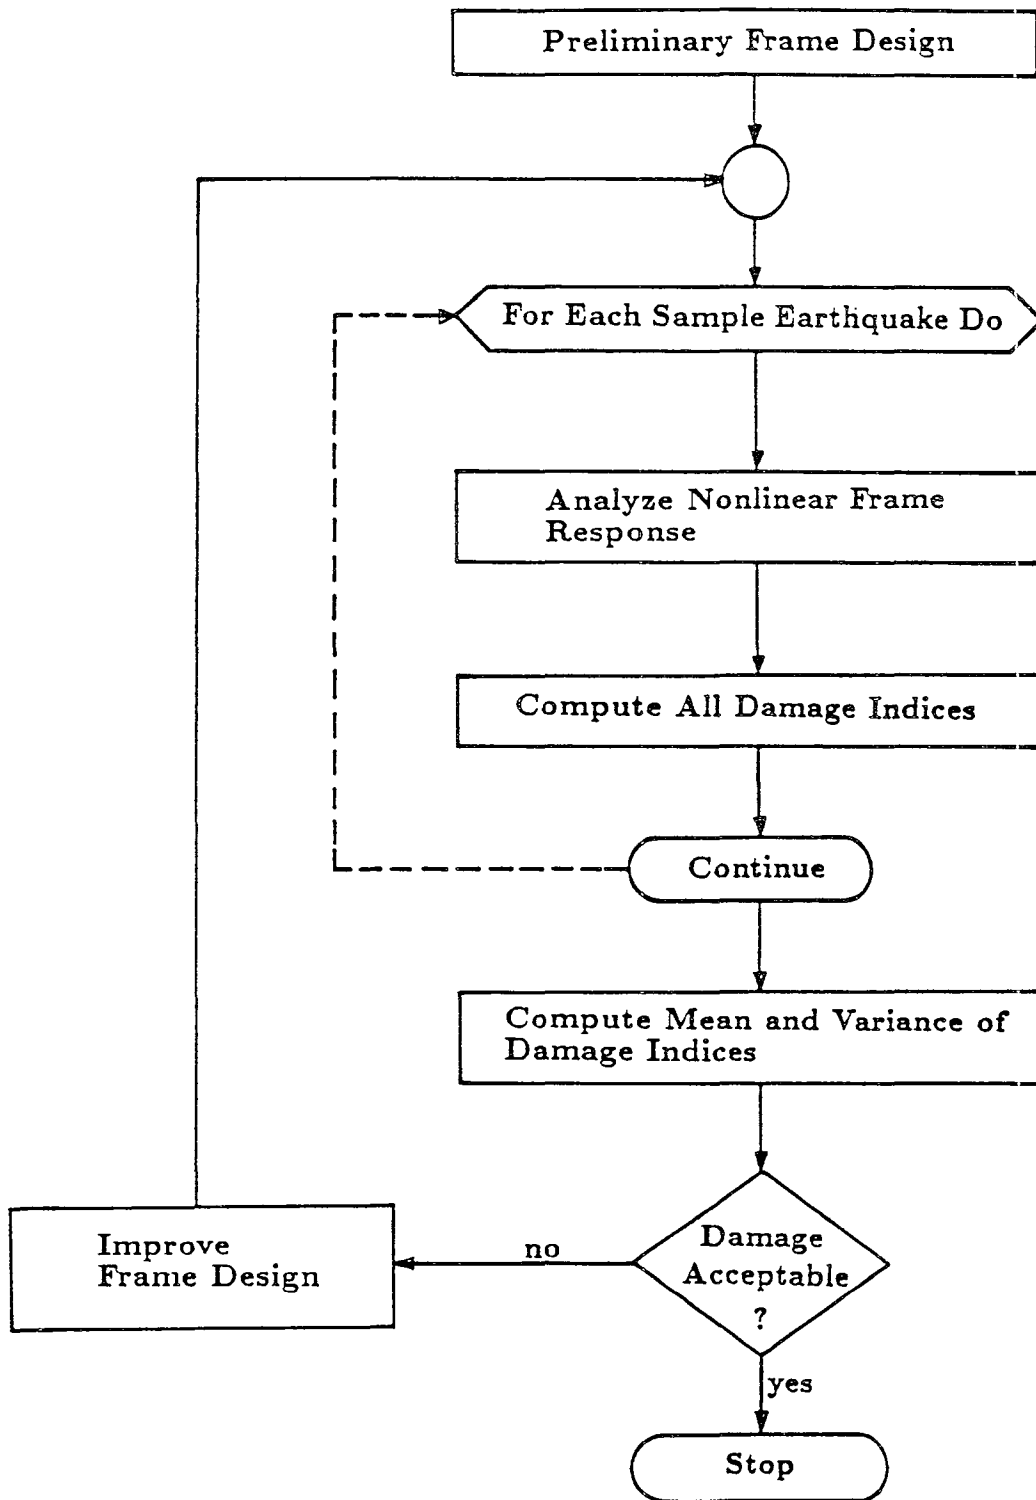 Preliminary Frame Design
For Each Sample Earthquake Do
Analyze Nonlinear Frame
Response
Compute All Damage Indices
Continue
Compute Mean and Variance of
Damage Indices
Damage
Acceptable
?
no
Improve
Frame Design
yes
Stop